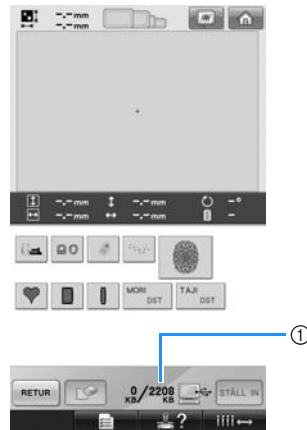 -.- mm
-.- mm
-.- mm -.- mm - °
-.- mm -.- mm -
MORI DST TAJI DST
①
RETUR 0 KB / 2208 KB STÄLL IN
?